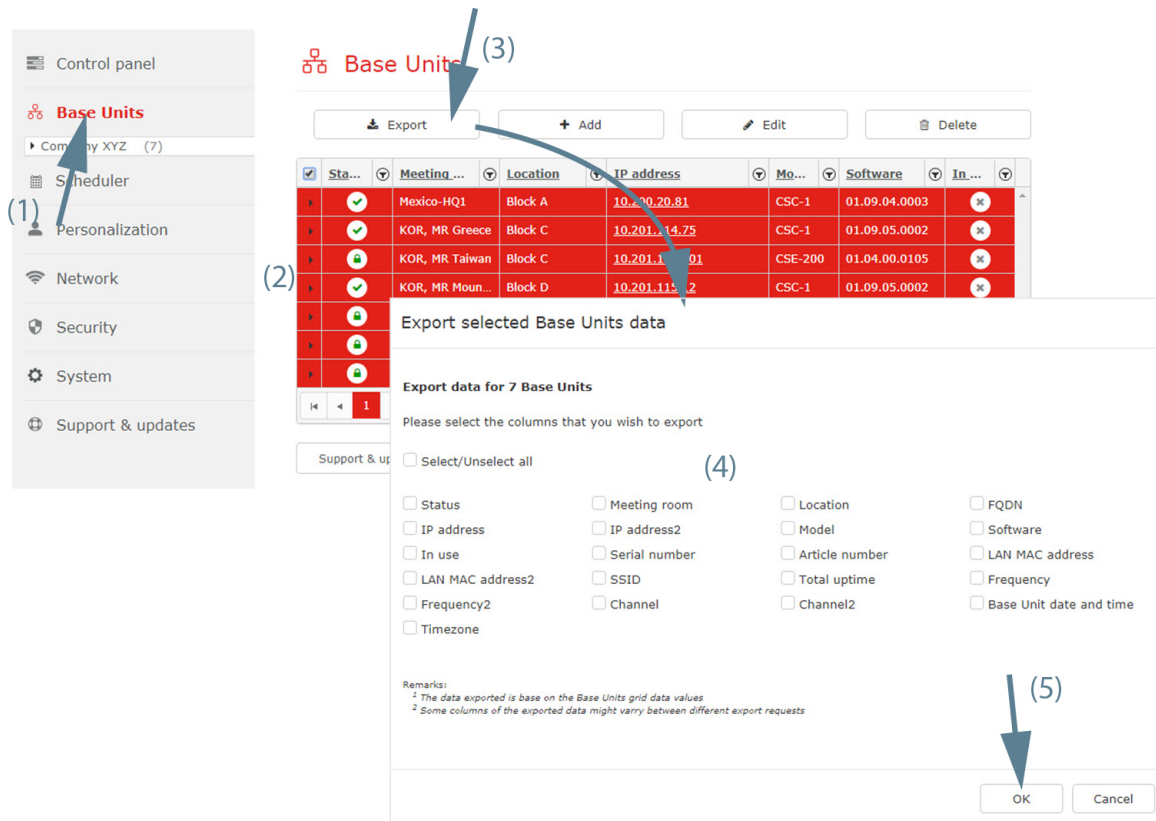 (3)
Control panel
Base Units
Base Units
Company XYZ (7)
Scheduler
(1)
Personalization
Network
Security
System
Support & updates
Export
Add
Edit
Delete
Sta... Meeting ... Location IP address Mo... Software In ...
Mexico-HQ1 Block A 10.200.20.81 CSC-1 01.09.04.0003
KOR, MR Greece Block C CSC-1 01.09.05.0002
(2)
KOR, MR Taiwan Block C CSE-200 01.04.00.0105
KOR, MR Moun... Block D CSC-1 01.09.05.0002
1
Support & up
Export selected Base Units data
Export data for 7 Base Units
Please select the columns that you wish to export
Select/Unselect all
(4)
Status Meeting room Location FQDN
IP address IP address2 Model Software
In use Serial number Article number LAN MAC address
LAN MAC address2 SSID Total uptime Frequency
Frequency2 Channel Channel2 Base Unit date and time
Timezone
Remarks:
1 The data exported is base on the Base Units grid data values
2 Some columns of the exported data might varry between different export requests
(5)
OK
Cancel